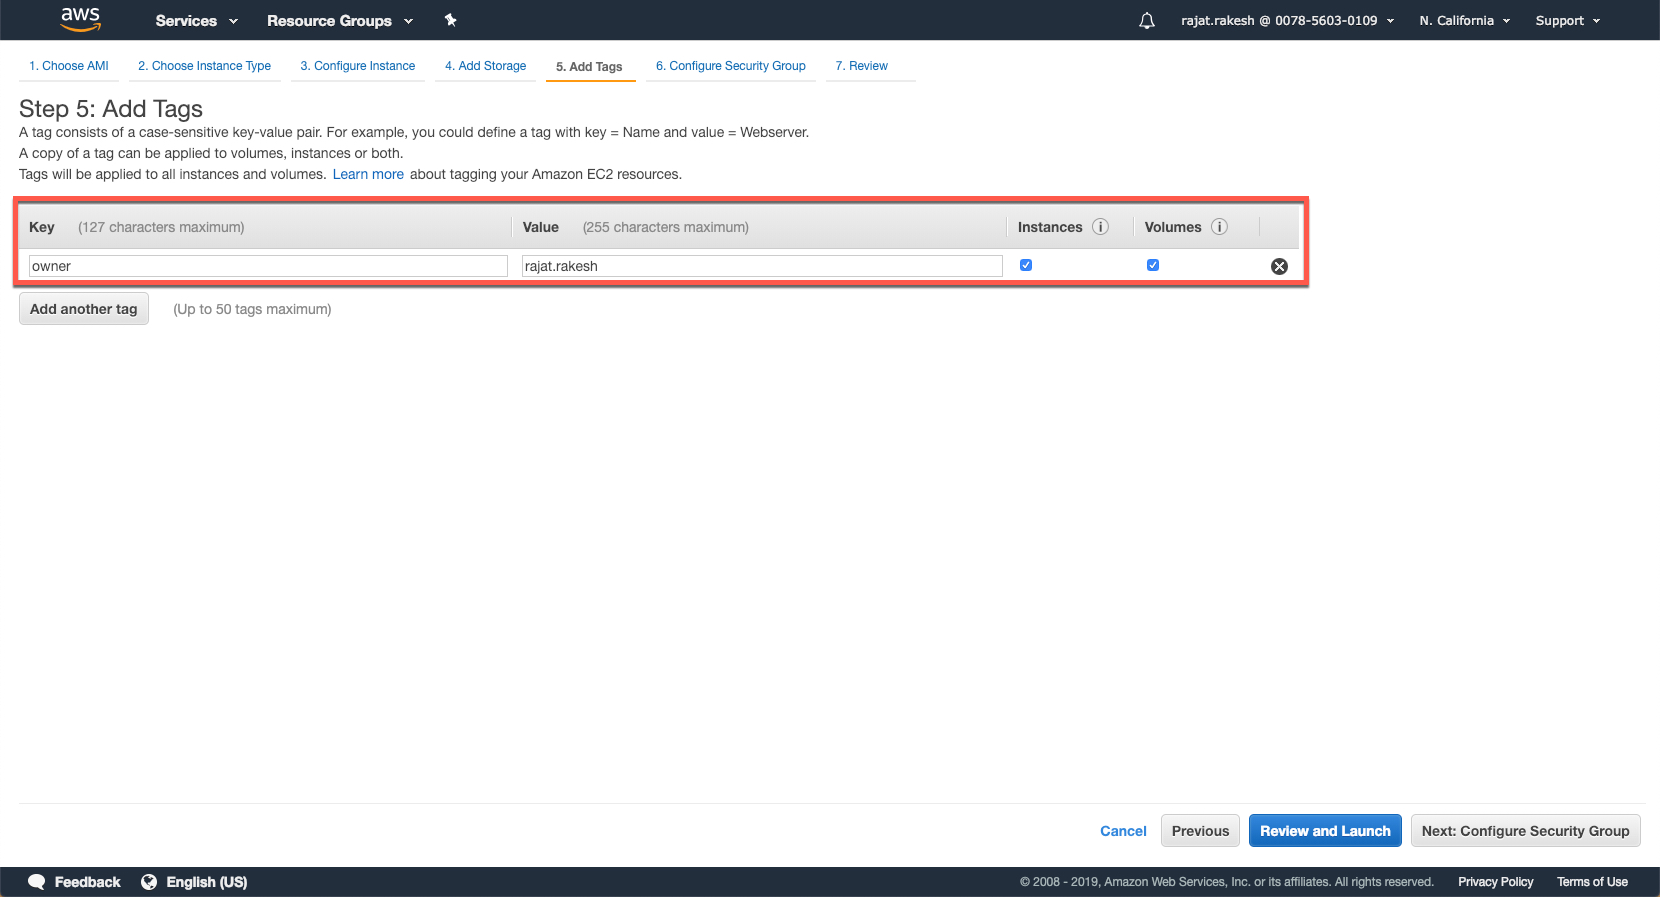 aws Services Resource Groups rajat.rakesh @ 0078-5603-0109 N. California Support
1. Choose AMI 2. Choose Instance Type 3. Configure Instance 4. Add Storage 5. Add Tags 6. Configure Security Group 7. Review
Step 5: Add Tags
A tag consists of a case-sensitive key-value pair. For example, you could define a tag with key = Name and value = Webserver.
A copy of a tag can be applied to volumes, instances or both.
Tags will be applied to all instances and volumes. Learn more about tagging your Amazon EC2 resources.
Key (127 characters maximum) Value (255 characters maximum) Instances i Volumes i
owner rajat.rakesh
Add another tag (Up to 50 tags maximum)
Cancel Previous Review and Launch Next: Configure Security Group
Feedback English (US) © 2008 - 2019, Amazon Web Services, Inc. or its affiliates. All rights reserved. Privacy Policy Terms of Use